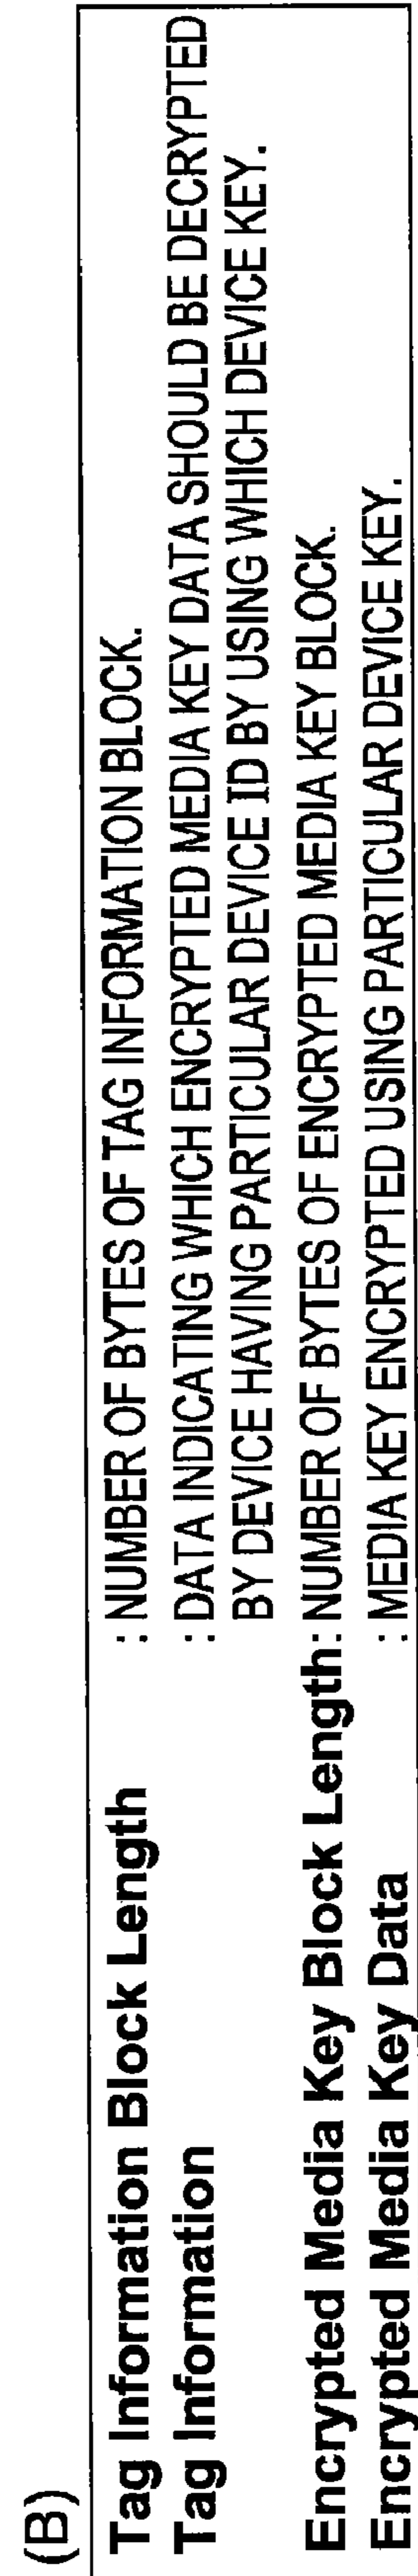 (B)
Tag Information Block Length : NUMBER OF BYTES OF TAG INFORMATION BLOCK.
Tag Information : DATA INDICATING WHICH ENCRYPTED MEDIA KEY DATA SHOULD BE DECRYPTED
BY DEVICE HAVING PARTICULAR DEVICE ID BY USING WHICH DEVICE KEY.
Encrypted Media Key Block Length: NUMBER OF BYTES OF ENCRYPTED MEDIA KEY BLOCK.
Encrypted Media Key Data : MEDIA KEY ENCRYPTED USING PARTICULAR DEVICE KEY.